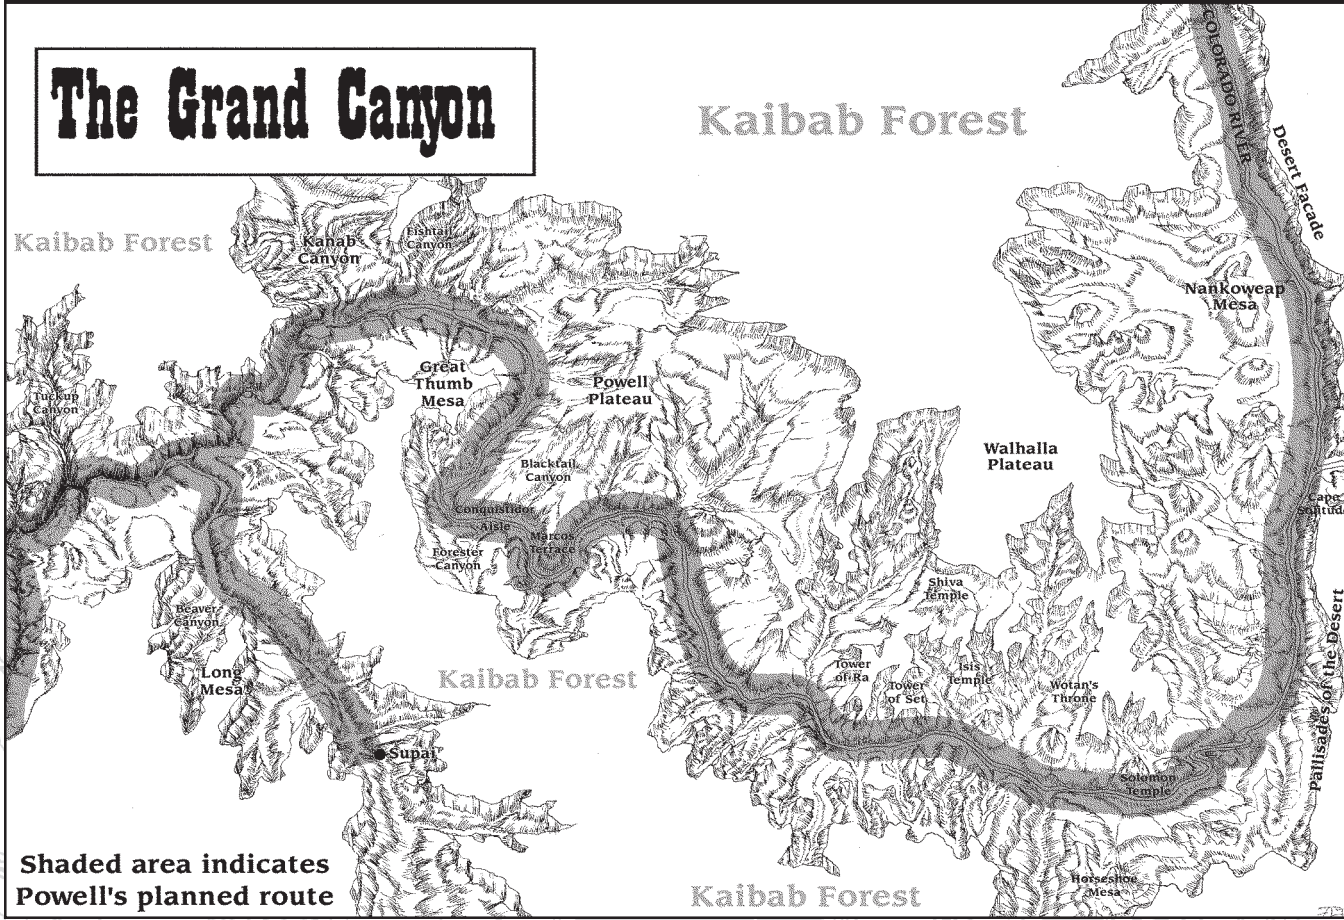 The Grand Canyon
COLORADO RIVER
Kaibab Forest
Desert Facade
Kaibab Forest
Kanab
Canyon
Fishtail
Canyon
Nankoweap
Mesa
Great
Thumb
Mesa
Powell
Plateau
Tuckup
Canyon
Walhalla
Plateau
Blacktail
Canyon
Cape
Solitude
Conquistidor
Aisle
Marcos
Terrace
Forester
Canyon
Shiva
Temple
Beaver
Canyon
Long
Mesa
Kaibab Forest
Tower
of Ra
Tower
of Set
Isis
Temple
Wotan's
Throne
Pallisades of the Desert
Supai
Solomon
Temple
Shaded area indicates
Powell's planned route
Kaibab Forest
Horseshoe
Mesa